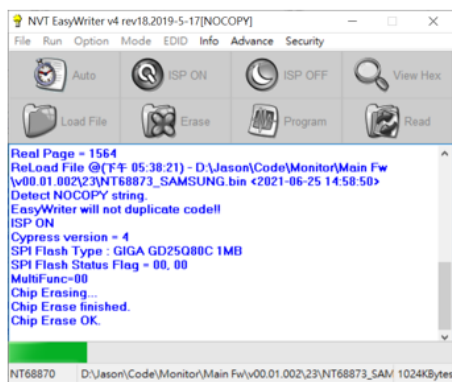 NVT EasyWriter v4 rev18.2019-5-17[NOCOPY]
File Run Option Mode EDID Info Advance Security
Auto ISP ON ISP OFF View Hex
Load File Erase Program Read
Real Page = 1564
ReLoad File @(下午 05:38:21) - D:\Jason\Code\Monitor\Main Fw
\v00.01.002\23\NT68873_SAMSUNG.bin <2021-06-25 14:58:50>
Detect NOCOPY string.
EasyWriter will not duplicate code!!
ISP ON
Cypress version = 4
SPI Flash Type : GIGA GD25Q80C 1MB
SPI Flash Status Flag = 00, 00
MultiFunc=00
Chip Erasing...
Chip Erase finished.
Chip Erase OK.
NT68870 D:\Jason\Code\Monitor\Main Fw\v00.01.002\23\NT68873_SAM 1024KBytes